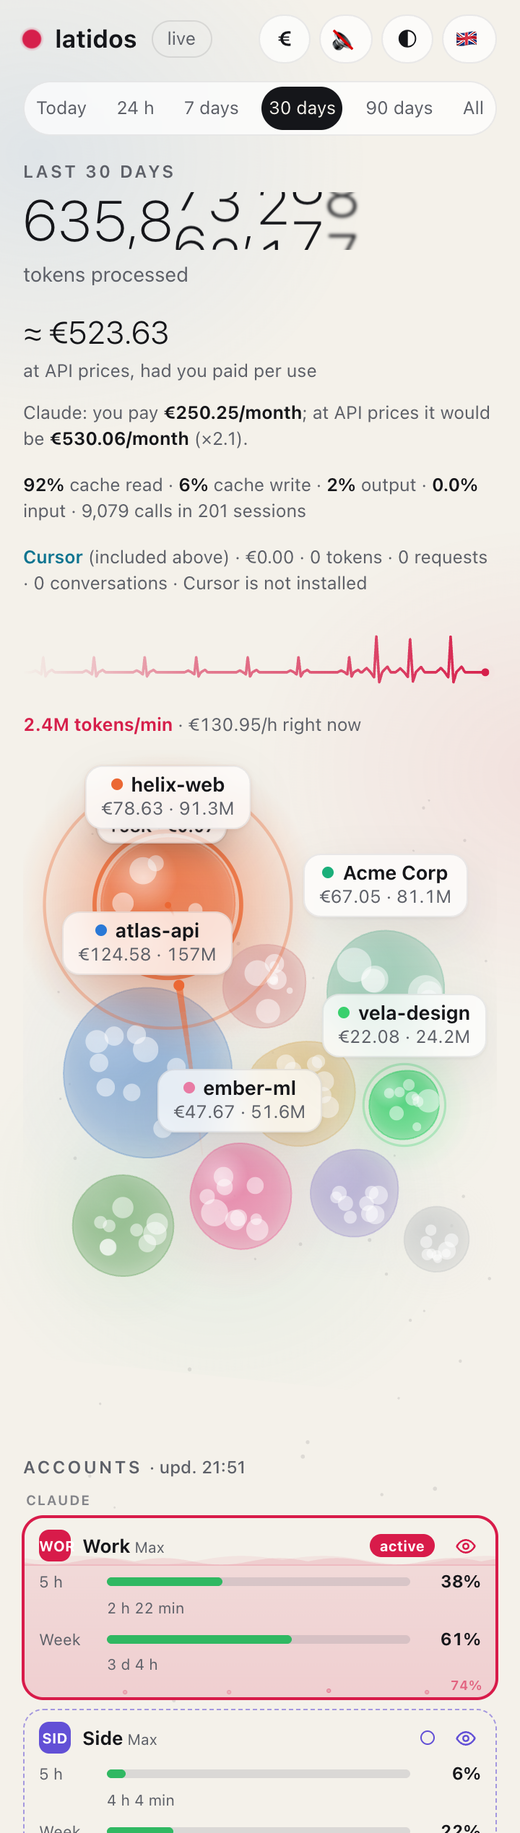 latidos live €
Today 24 h 7 days 30 days 90 days All
LAST 30 DAYS
635,8
tokens processed
≈ €523.63
at API prices, had you paid per use
Claude: you pay €250.25/month; at API prices it would
be €530.06/month (×2.1).
92% cache read · 6% cache write · 2% output · 0.0%
input · 9,079 calls in 201 sessions
Cursor (included above) · €0.00 · 0 tokens · 0 requests
· 0 conversations · Cursor is not installed
2.4M tokens/min · €130.95/h right now
helix-web
€78.63 · 91.3M
Acme Corp
€67.05 · 81.1M
atlas-api
€124.58 · 157M
vela-design
€22.08 · 24.2M
ember-ml
€47.67 · 51.6M
ACCOUNTS · upd. 21:51
CLAUDE
WOR Work Max active
5 h 38%
2 h 22 min
Week 61%
3 d 4 h
74%
SID Side Max
5 h 6%
4 h 4 min
Week 22%